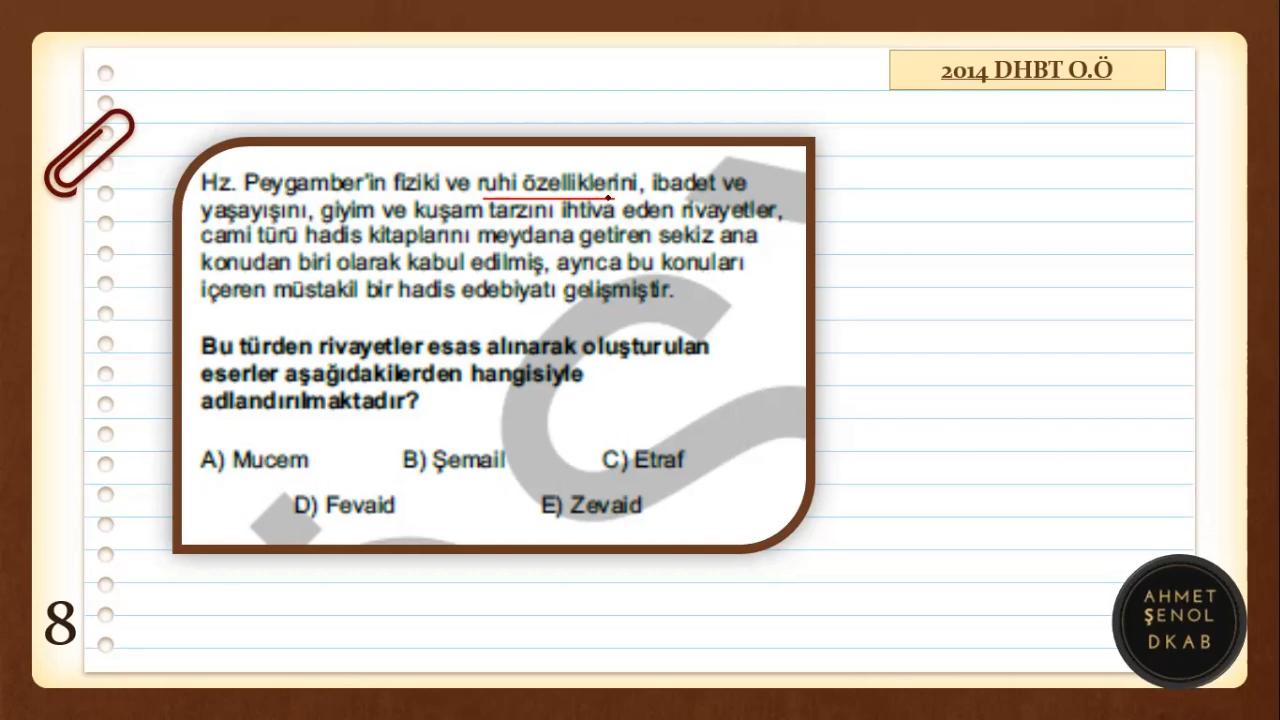 2014 DHBT O.Ö
Hz. Peygamber'in fiziki ve ruhi özelliklerini, ibadet ve
yaşayışını, giyim ve kuşam tarzını ihtiva eden rivayetler,
cami türü hadis kitaplarını meydana getiren sekiz ana
konudan biri olarak kabul edilmiş, ayrıca bu konuları
içeren müstakil bir hadis edebiyatı gelişmiştir.
Bu türden rivayetler esas alınarak oluşturulan
eserler aşağıdakilerden hangisiyle
adlandırılmaktadır?
A) Mucem B) Şemail C) Etraf
D) Fevaid E) Zevaid
8
AHMET
ŞENOL
DKAB